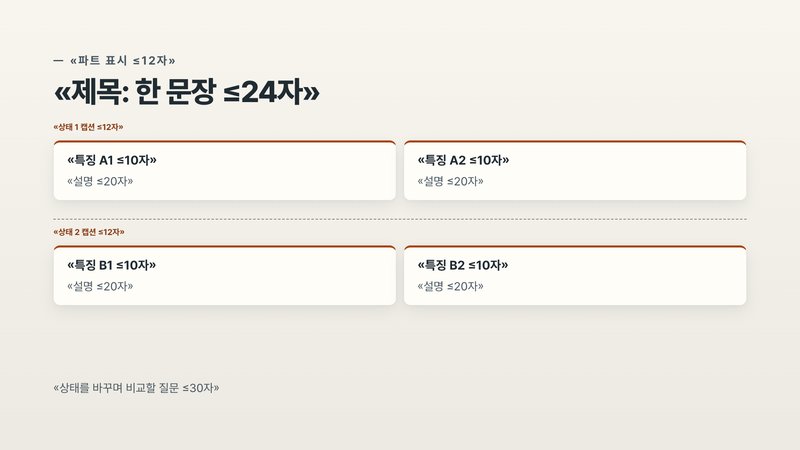 — «파트 표시 ≤12자»
«제목: 한 문장 ≤24자»
«상태 1 캡션 ≤12자»
«특징 A1 ≤10자»
«설명 ≤20자»
«특징 A2 ≤10자»
«설명 ≤20자»
«상태 2 캡션 ≤12자»
«특징 B1 ≤10자»
«설명 ≤20자»
«특징 B2 ≤10자»
«설명 ≤20자»
«상태를 바꾸며 비교할 질문 ≤30자»